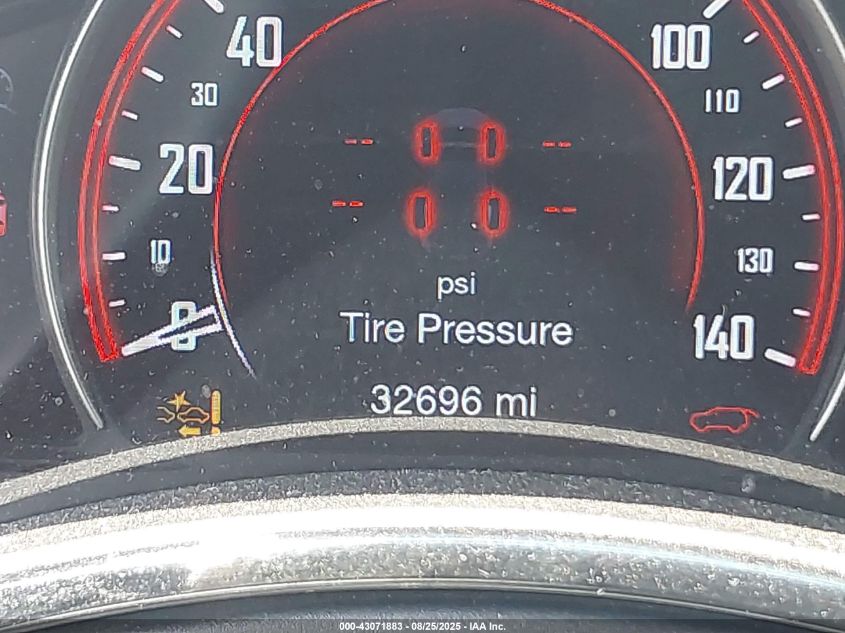 40 100
30 110
-- --
20 120
-- --
10 130
psi
0 Tire Pressure 140
32696 mi
000-43071883 - 08/25/2025 - IAA Inc.